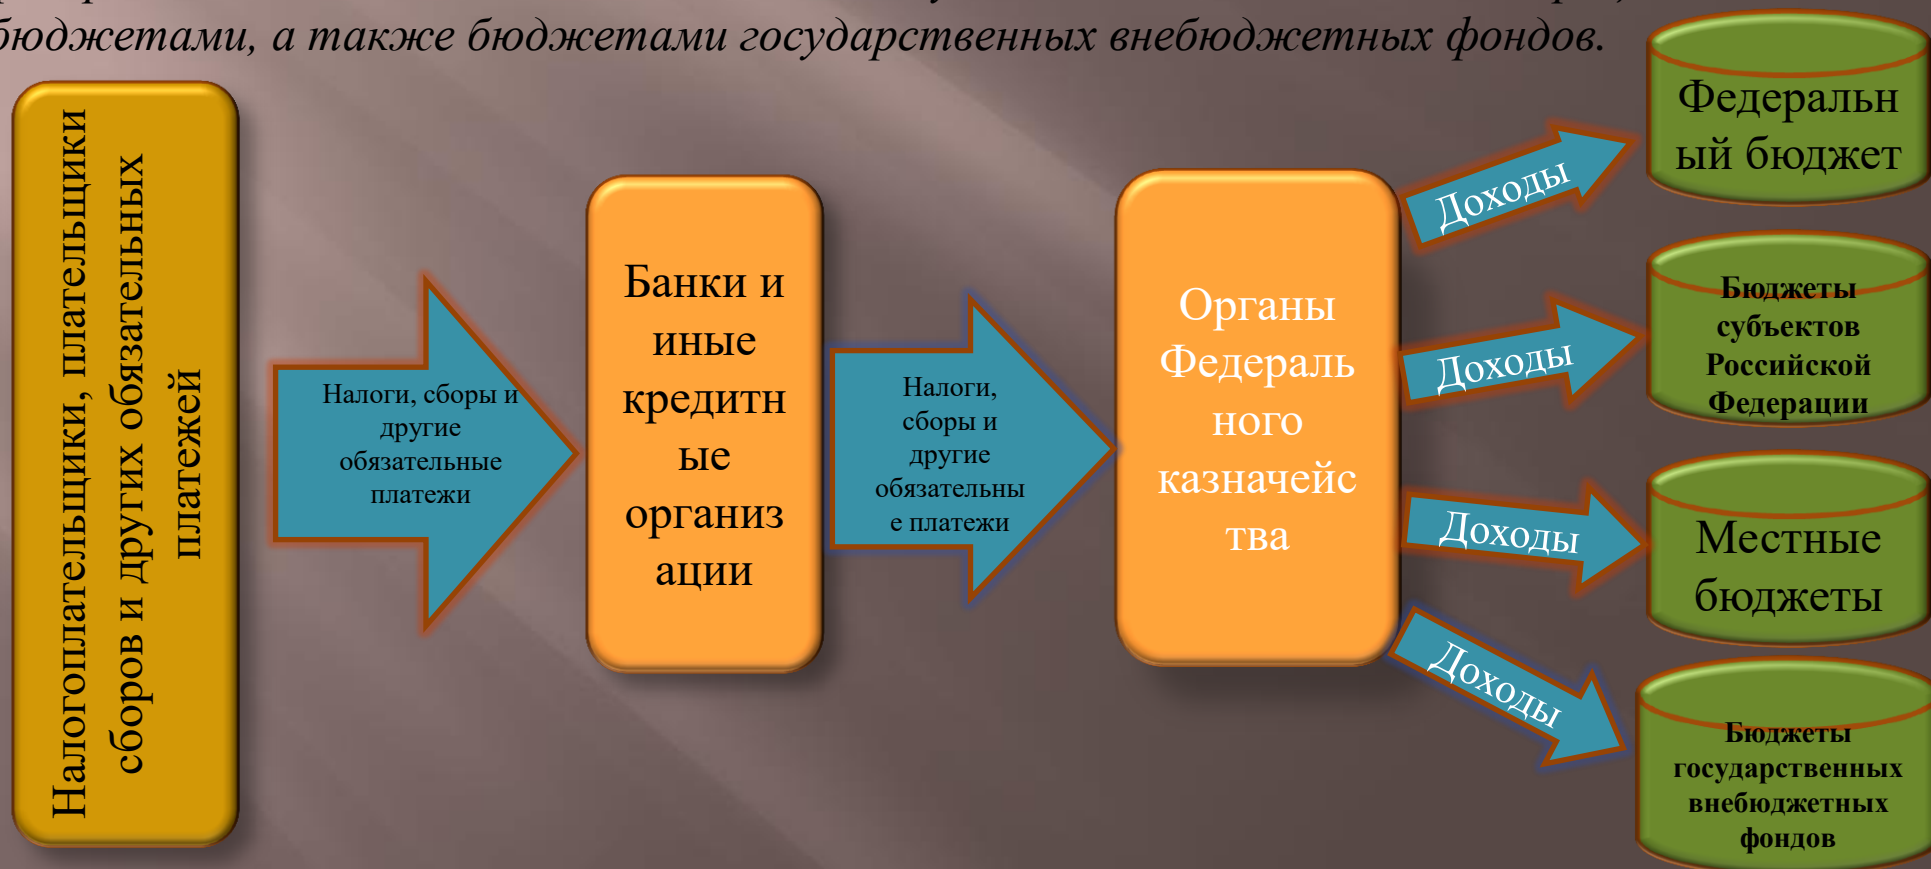 бюджетами, а также бюджетами государственных внебюджетных фондов.
Налогоплательщики, плательщики
сборов и других обязательных
платежей
Налоги, сборы и
другие
обязательные
платежи
Банки и
иные
кредитн
ые
организ
ации
Налоги,
сборы и
другие
обязательны
е платежи
Органы
Федераль
ного
казначейс
тва
Доходы
Доходы
Доходы
Доходы
Федеральн
ый бюджет
Бюджеты
субъектов
Российской
Федерации
Местные
бюджеты
Бюджеты
государственных
внебюджетных
фондов